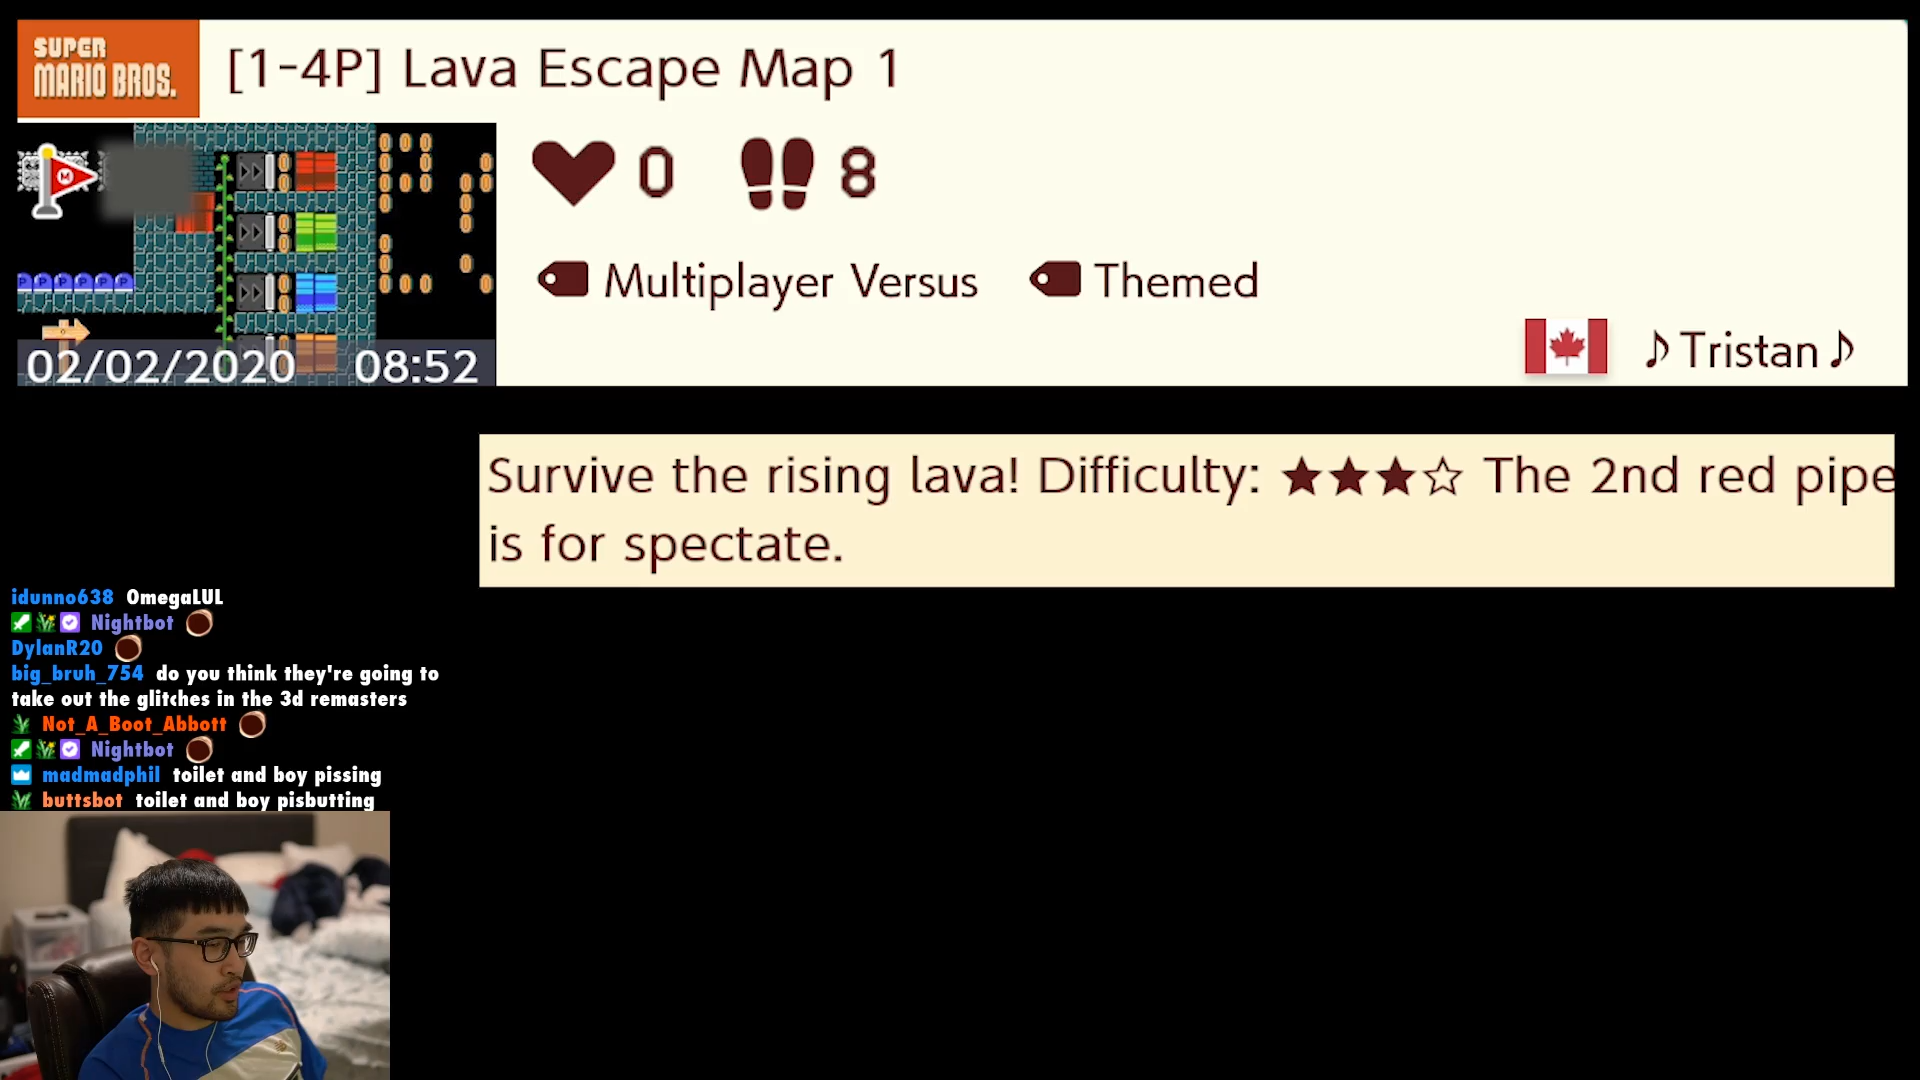 SUPER
MARIO BROS.
[1-4P] Lava Escape Map 1
0 8
Multiplayer Versus Themed
♪Tristan♪
M
P P P P P P
02/02/2020 08:52
Survive the rising lava! Difficulty: ★★★☆ The 2nd red pipe
is for spectate.
idunno638 OmegaLUL
Nightbot
DylanR20
big_bruh_754 do you think they're going to
take out the glitches in the 3d remasters
Not_A_Boot_Abbott
Nightbot
madmadphil toilet and boy pissing
buttsbot toilet and boy pisbutting